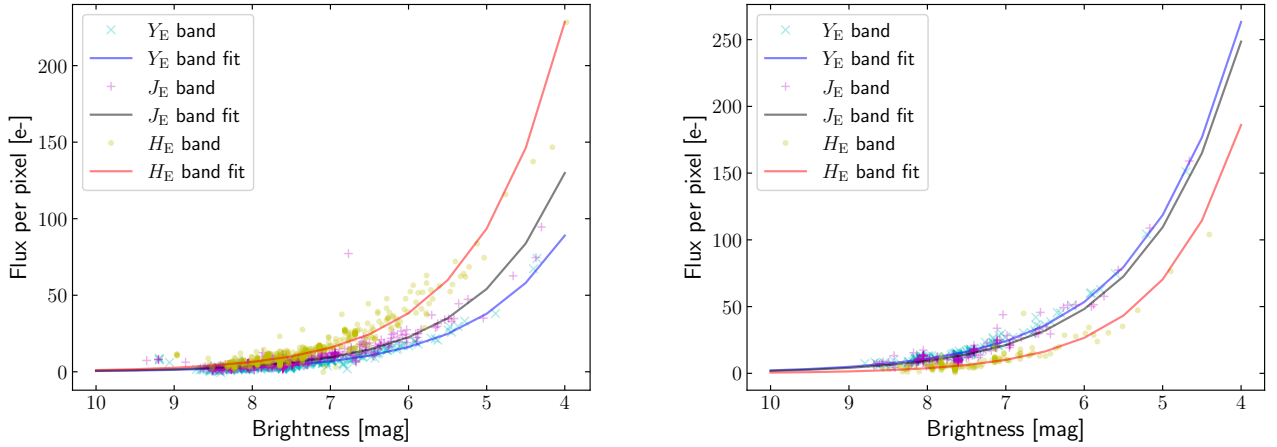 Flux per pixel [e-]
200
150
100
50
0
Y_E band
Y_E band fit
J_E band
J_E band fit
H_E band
H_E band fit
10 9 8 7 6 5 4
Brightness [mag]
Flux per pixel [e-]
250
200
150
100
50
0
Y_E band
Y_E band fit
J_E band
J_E band fit
H_E band
H_E band fit
10 9 8 7 6 5 4
Brightness [mag]